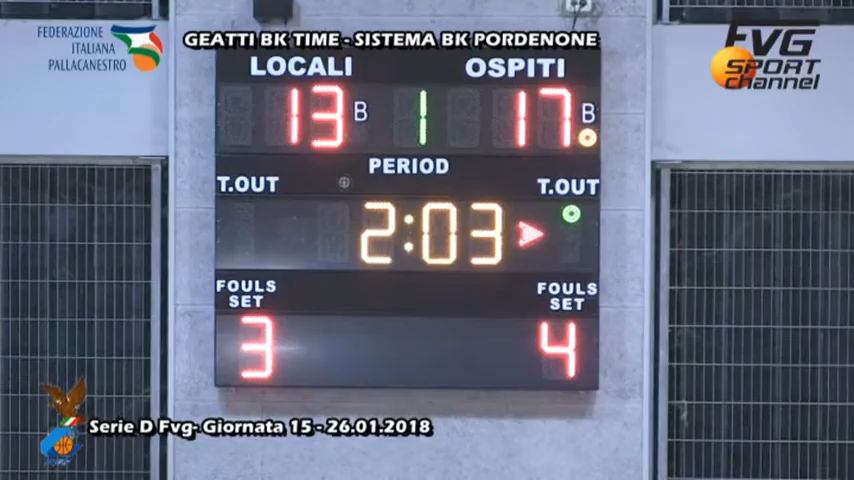 FEDERAZIONE
ITALIANA
PALLACANESTRO
GEATTI BK TIME - SISTEMA BK PORDENONE
FVG
SPORT
channel
LOCALI OSPITI
13 B 1 17 B
PERIOD
T.OUT T.OUT
2:03
FOULS FOULS
SET SET
3 4
Serie D Fvg- Giornata 15 - 26.01.2018